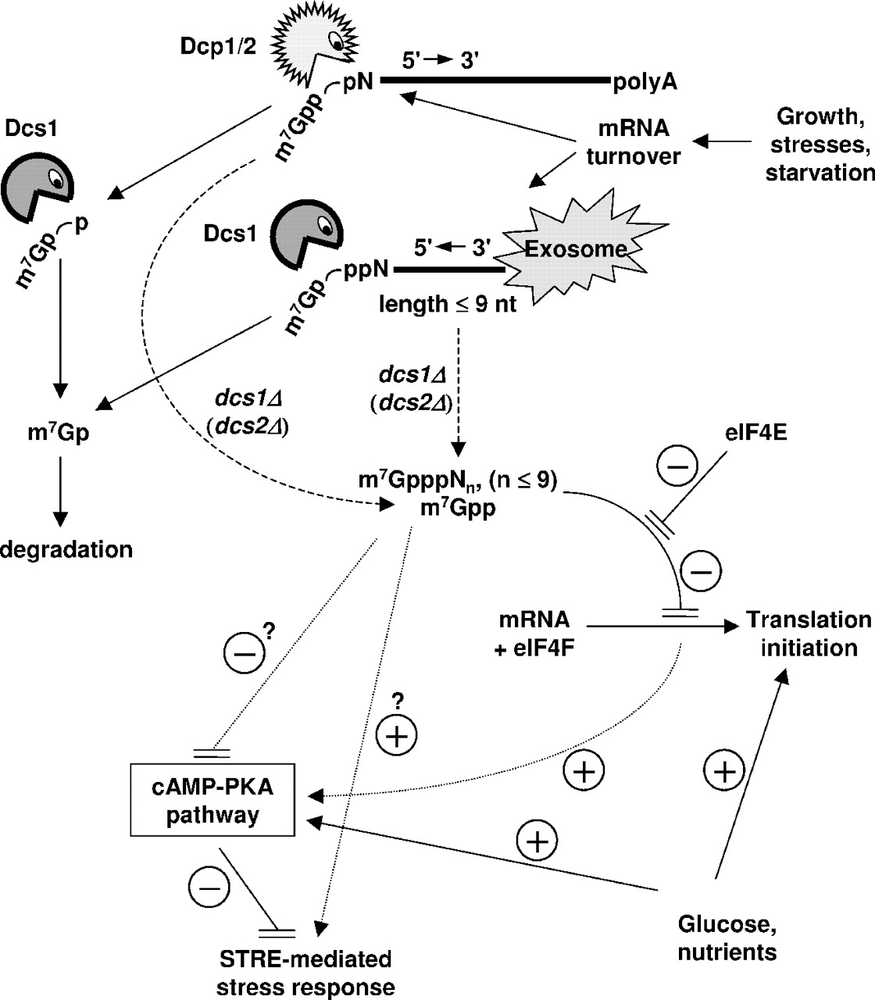 Dcp1/2
5' → 3'
m⁷Gpp pN polyA
Dcs1
mRNA
turnover
Growth,
stresses,
starvation
m⁷Gp p
Dcs1
5' ← 3'
Exosome
m⁷Gp ppN
length ≤ 9 nt
dcs1Δ
(dcs2Δ)
dcs1Δ
(dcs2Δ)
m⁷Gp
eIF4E
−
m⁷GpppNₙ, (n ≤ 9)
m⁷Gpp
degradation
−
mRNA
+ eIF4F
Translation
initiation
− ?
?
+
+
+
cAMP-PKA
pathway
+
−
Glucose,
nutrients
STRE-mediated
stress response